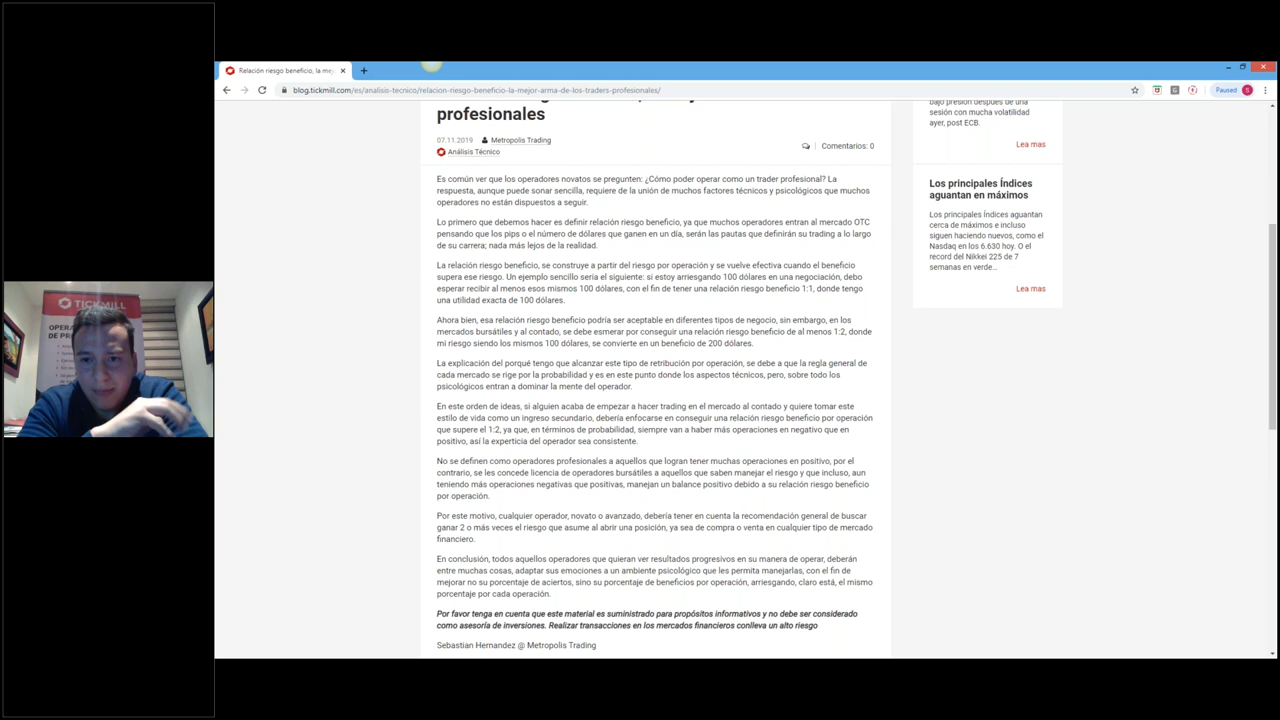 Relación riesgo beneficio, la mej
blog.tickmill.com/es/analisis-tecnico/relacion-riesgo-beneficio-la-mejor-arma-de-los-traders-profesionales/
Paused
S
profesionales
07.11.2019
Metropolis Trading
Análisis Técnico
Comentarios: 0
Es común ver que los operadores novatos se pregunten: ¿Cómo poder operar como un trader profesional? La
respuesta, aunque puede sonar sencilla, requiere de la unión de muchos factores técnicos y psicológicos que muchos
operadores no están dispuestos a seguir.
Lo primero que debemos hacer es definir relación riesgo beneficio, ya que muchos operadores entran al mercado OTC
pensando que los pips o el número de dólares que ganen en un día, serán las pautas que definirán su trading a lo largo
de su carrera; nada más lejos de la realidad.
La relación riesgo beneficio, se construye a partir del riesgo por operación y se vuelve efectiva cuando el beneficio
supera ese riesgo. Un ejemplo sencillo sería el siguiente: si estoy arriesgando 100 dólares en una negociación, debo
esperar recibir al menos esos mismos 100 dólares, con el fin de tener una relación riesgo beneficio 1:1, donde tengo
una utilidad exacta de 100 dólares.
Ahora bien, esa relación riesgo beneficio podría ser aceptable en diferentes tipos de negocio, sin embargo, en los
mercados bursátiles y al contado, se debe esmerar por conseguir una relación riesgo beneficio de al menos 1:2, donde
mi riesgo siendo los mismos 100 dólares, se convierte en un beneficio de 200 dólares.
La explicación del porqué tengo que alcanzar este tipo de retribución por operación, se debe a que la regla general de
cada mercado se rige por la probabilidad y es en este punto donde los aspectos técnicos, pero, sobre todo los
psicológicos entran a dominar la mente del operador.
En este orden de ideas, si alguien acaba de empezar a hacer trading en el mercado al contado y quiere tomar este
estilo de vida como un ingreso secundario, debería enfocarse en conseguir una relación riesgo beneficio por operación
que supere el 1:2, ya que, en términos de probabilidad, siempre van a haber más operaciones en negativo que en
positivo, así la experticia del operador sea consistente.
No se definen como operadores profesionales a aquellos que logran tener muchas operaciones en positivo, por el
contrario, se les concede licencia de operadores bursátiles a aquellos que saben manejar el riesgo y que incluso, aun
teniendo más operaciones negativas que positivas, manejan un balance positivo debido a su relación riesgo beneficio
por operación.
Por este motivo, cualquier operador, novato o avanzado, debería tener en cuenta la recomendación general de buscar
ganar 2 o más veces el riesgo que asume al abrir una posición, ya sea de compra o venta en cualquier tipo de mercado
financiero.
En conclusión, todos aquellos operadores que quieran ver resultados progresivos en su manera de operar, deberán
entre muchas cosas, adaptar sus emociones a un ambiente psicológico que les permita manejarlas, con el fin de
mejorar no su porcentaje de aciertos, sino su porcentaje de beneficios por operación, arriesgando, claro está, el mismo
porcentaje por cada operación.
Por favor tenga en cuenta que este material es suministrado para propósitos informativos y no debe ser considerado
como asesoría de inversiones. Realizar transacciones en los mercados financieros conlleva un alto riesgo
Sebastian Hernandez @ Metropolis Trading
bajo presión después de una
sesión con mucha volatilidad
ayer, post ECB.
Lea mas
Los principales Índices
aguantan en máximos
Los principales Índices aguantan
cerca de máximos e incluso
siguen haciendo nuevos, como el
Nasdaq en los 6.630 hoy. O el
record del Nikkei 225 de 7
semanas en verde...
Lea mas
TICKMILL